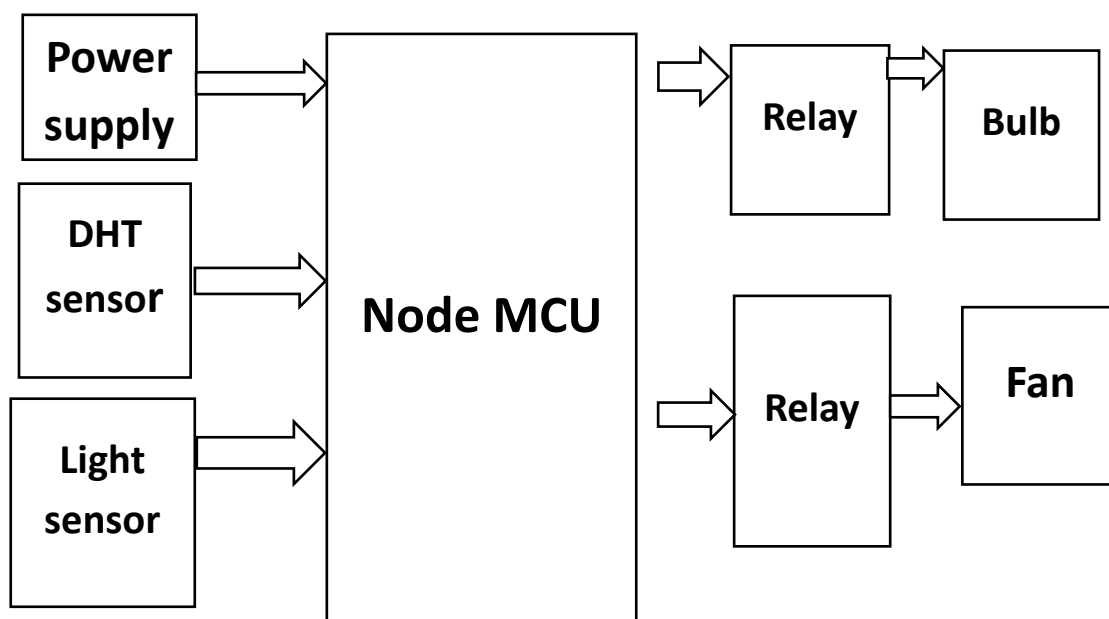 Power
supply
DHT
sensor
Light
sensor
Node MCU
Relay
Bulb
Relay
Fan